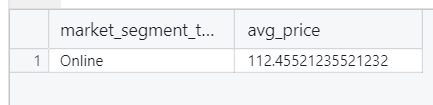 market_segment_t... avg_price
1 Online 112.45521235521232